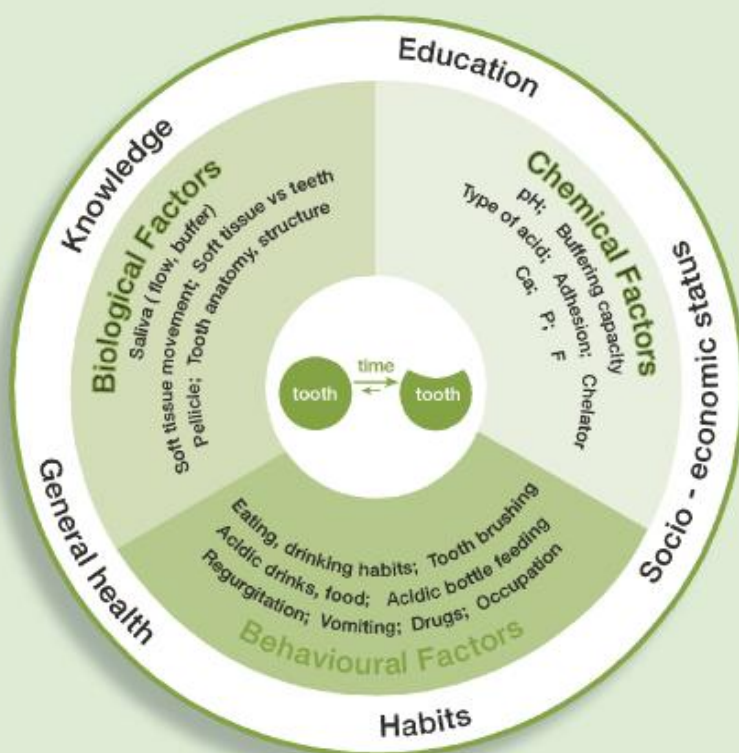 Education
Knowledge
Socio - economic status
General health
Habits
Biological Factors
Saliva ( flow, buffer)
Soft tissue movement; Soft tissue vs teeth
Pellicle; Tooth anatomy, structure
Chemical Factors
pH; Buffering capacity
Type of acid; Adhesion; Chelator
Ca; P; F
time
tooth
tooth
Eating, drinking habits; Tooth brushing
Acidic drinks, food; Acidic bottle feeding
Regurgitation; Vomiting; Drugs; Occupation
Behavioural Factors